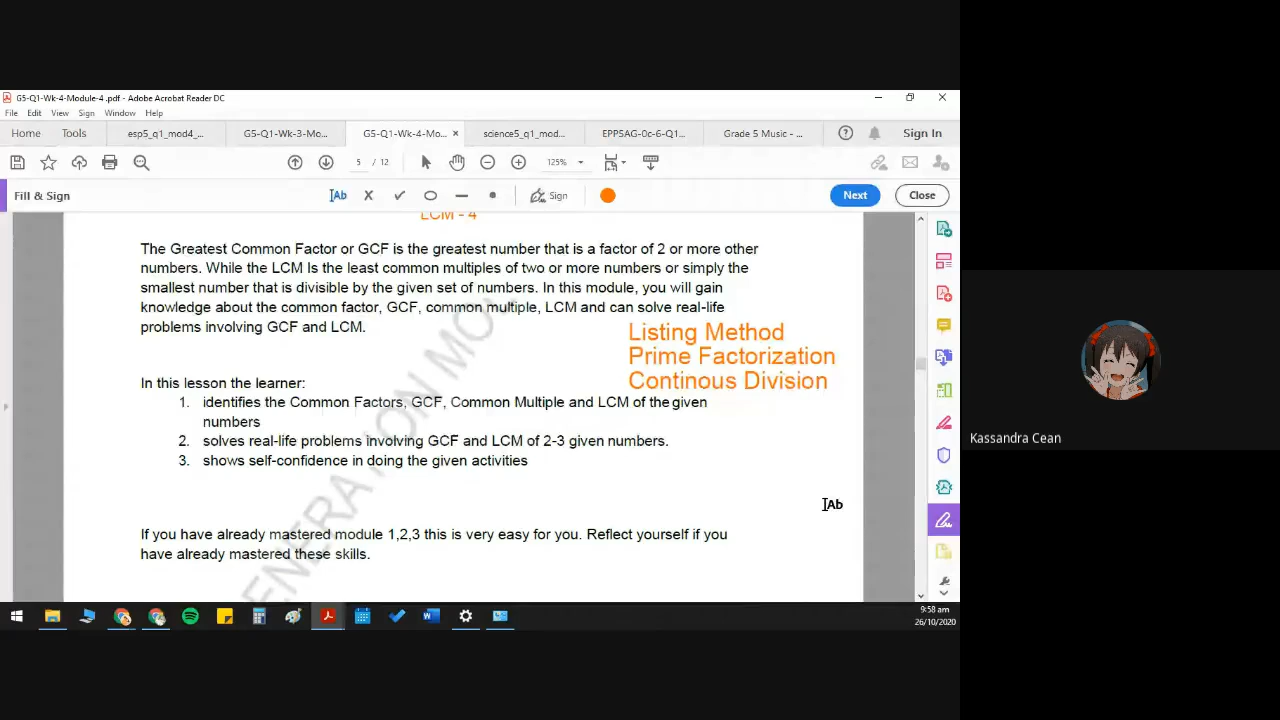 G5-Q1-Wk-4-Module-4 .pdf - Adobe Acrobat Reader DC
File Edit View Sign Window Help
Home Tools esp5_q1_mod4_... G5-Q1-Wk-3-Mo... G5-Q1-Wk-4-Mo... × science5_q1_mod... EPP5AG-0c-6-Q1... Grade 5 Music - ... Sign In
5 / 12 125%
Fill & Sign Ab Sign Next Close
LCM - 4
The Greatest Common Factor or GCF is the greatest number that is a factor of 2 or more other
numbers. While the LCM Is the least common multiples of two or more numbers or simply the
smallest number that is divisible by the given set of numbers. In this module, you will gain
knowledge about the common factor, GCF, common multiple, LCM and can solve real-life
problems involving GCF and LCM.
Listing Method
Prime Factorization
Continous Division
In this lesson the learner:
1. identifies the Common Factors, GCF, Common Multiple and LCM of the given
numbers
2. solves real-life problems involving GCF and LCM of 2-3 given numbers.
3. shows self-confidence in doing the given activities
Ab
If you have already mastered module 1,2,3 this is very easy for you. Reflect yourself if you
have already mastered these skills.
ENERATION MO
9:58 am
26/10/2020
Kassandra Cean